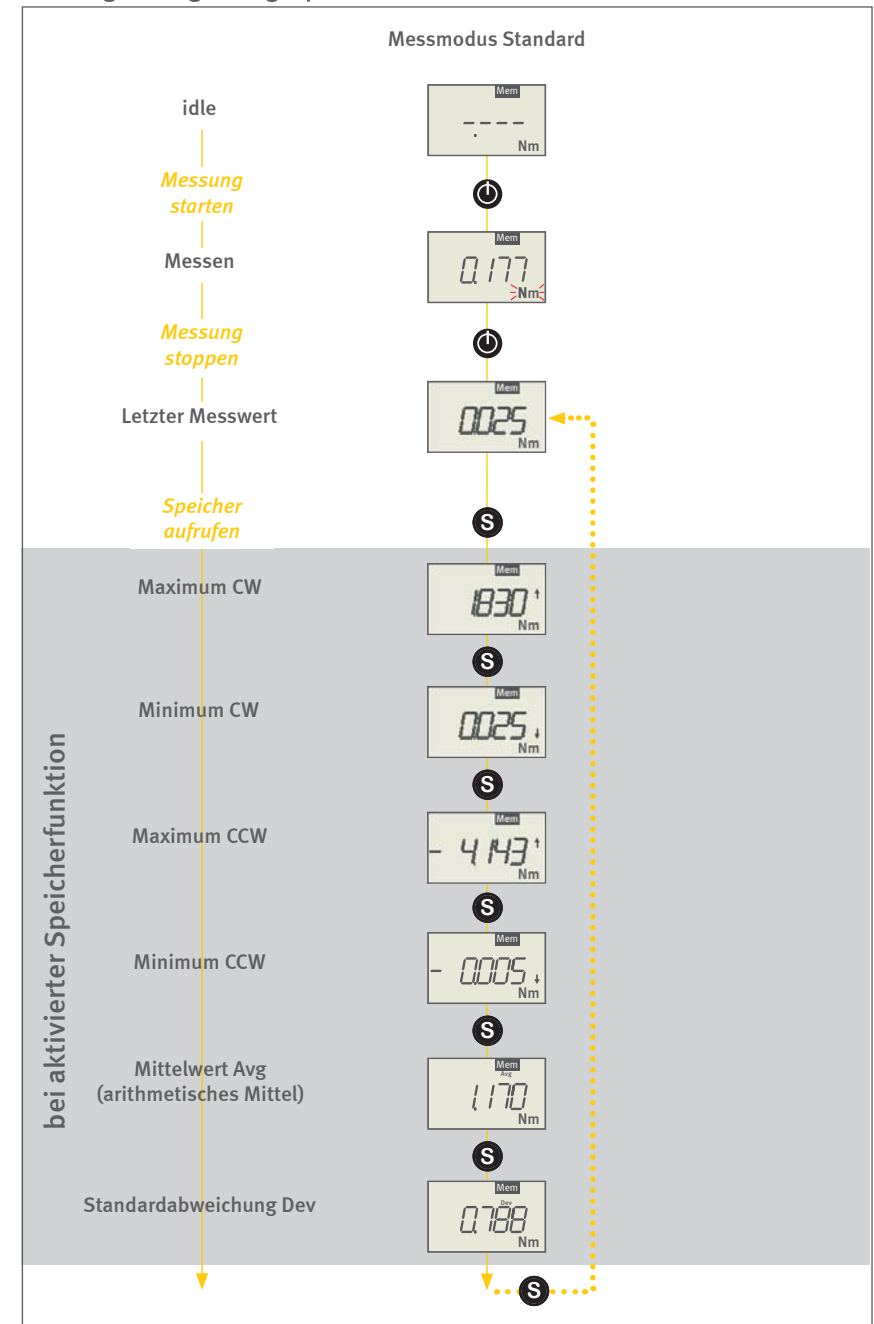 Messmodus Standard
idle
Mem
-.---
Nm
Messung
starten
Messen
Mem
0.177
Nm
Messung
stoppen
Letzter Messwert
Mem
0.025
Nm
Speicher
aufrufen
S
bei aktivierter Speicherfunktion
Maximum CW
Mem
1.830
Nm
S
Minimum CW
Mem
0.025
Nm
S
Maximum CCW
Mem
- 4.143
Nm
S
Minimum CCW
Mem
- 0.005
Nm
S
Mittelwert Avg
(arithmetisches Mittel)
Mem
Avg
1.170
Nm
S
Standardabweichung Dev
Mem
Dev
0.788
Nm
S